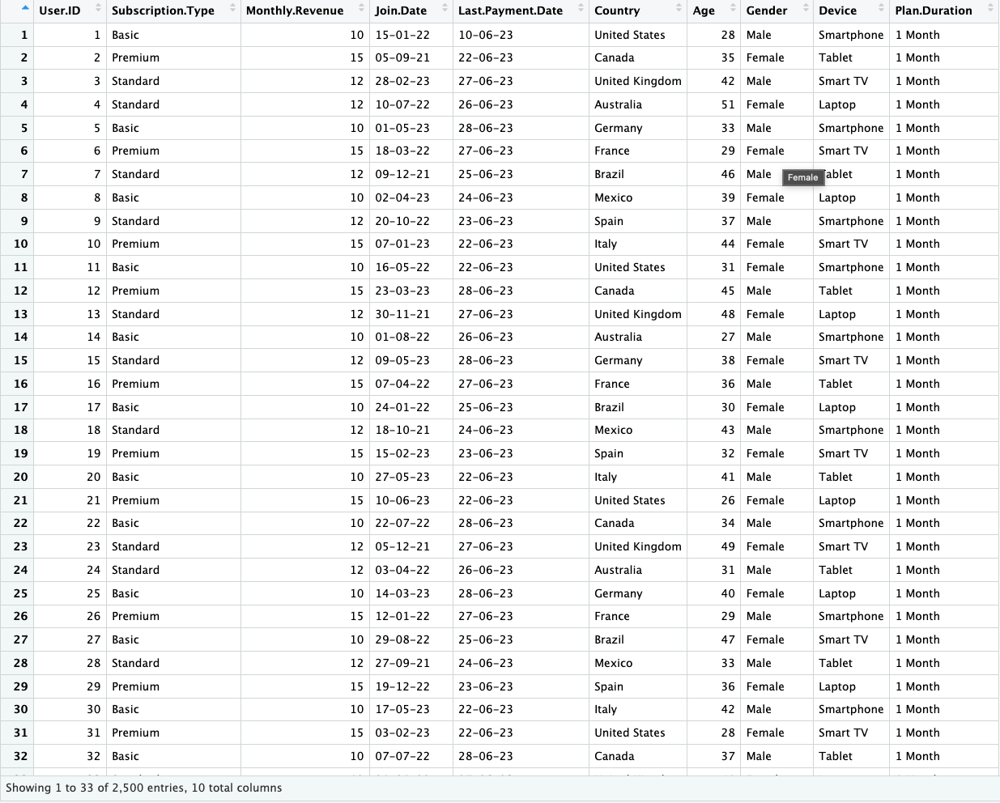 User.ID Subscription.Type Monthly.Revenue Join.Date Last.Payment.Date Country Age Gender Device Plan.Duration
1 1 Basic 10 15-01-22 10-06-23 United States 28 Male Smartphone 1 Month
2 2 Premium 15 05-09-21 22-06-23 Canada 35 Female Tablet 1 Month
3 3 Standard 12 28-02-23 27-06-23 United Kingdom 42 Male Smart TV 1 Month
4 4 Standard 12 10-07-22 26-06-23 Australia 51 Female Laptop 1 Month
5 5 Basic 10 01-05-23 28-06-23 Germany 33 Male Smartphone 1 Month
6 6 Premium 15 18-03-22 27-06-23 France 29 Female Smart TV 1 Month
7 7 Standard 12 09-12-21 25-06-23 Brazil 46 Male Female ablet 1 Month
8 8 Basic 10 02-04-23 24-06-23 Mexico 39 Female Laptop 1 Month
9 9 Standard 12 20-10-22 23-06-23 Spain 37 Male Smartphone 1 Month
10 10 Premium 15 07-01-23 22-06-23 Italy 44 Female Smart TV 1 Month
11 11 Basic 10 16-05-22 22-06-23 United States 31 Female Smartphone 1 Month
12 12 Premium 15 23-03-23 28-06-23 Canada 45 Male Tablet 1 Month
13 13 Standard 12 30-11-21 27-06-23 United Kingdom 48 Female Laptop 1 Month
14 14 Basic 10 01-08-22 26-06-23 Australia 27 Male Smartphone 1 Month
15 15 Standard 12 09-05-23 28-06-23 Germany 38 Female Smart TV 1 Month
16 16 Premium 15 07-04-22 27-06-23 France 36 Male Tablet 1 Month
17 17 Basic 10 24-01-22 25-06-23 Brazil 30 Female Laptop 1 Month
18 18 Standard 12 18-10-21 24-06-23 Mexico 43 Male Smartphone 1 Month
19 19 Premium 15 15-02-23 23-06-23 Spain 32 Female Smart TV 1 Month
20 20 Basic 10 27-05-23 22-06-23 Italy 41 Male Tablet 1 Month
21 21 Premium 15 10-06-23 22-06-23 United States 26 Female Laptop 1 Month
22 22 Basic 10 22-07-22 28-06-23 Canada 34 Male Smartphone 1 Month
23 23 Standard 12 05-12-21 27-06-23 United Kingdom 49 Female Smart TV 1 Month
24 24 Standard 12 03-04-22 26-06-23 Australia 31 Male Tablet 1 Month
25 25 Basic 10 14-03-23 28-06-23 Germany 40 Female Laptop 1 Month
26 26 Premium 15 12-01-22 27-06-23 France 29 Male Smartphone 1 Month
27 27 Basic 10 29-08-22 25-06-23 Brazil 47 Female Smart TV 1 Month
28 28 Standard 12 27-09-21 24-06-23 Mexico 33 Male Tablet 1 Month
29 29 Premium 15 19-12-22 23-06-23 Spain 36 Female Laptop 1 Month
30 30 Basic 10 17-05-23 22-06-23 Italy 42 Male Smartphone 1 Month
31 31 Premium 15 03-02-23 22-06-23 United States 28 Female Smart TV 1 Month
32 32 Basic 10 07-07-22 28-06-23 Canada 37 Male Tablet 1 Month
Showing 1 to 33 of 2,500 entries, 10 total columns